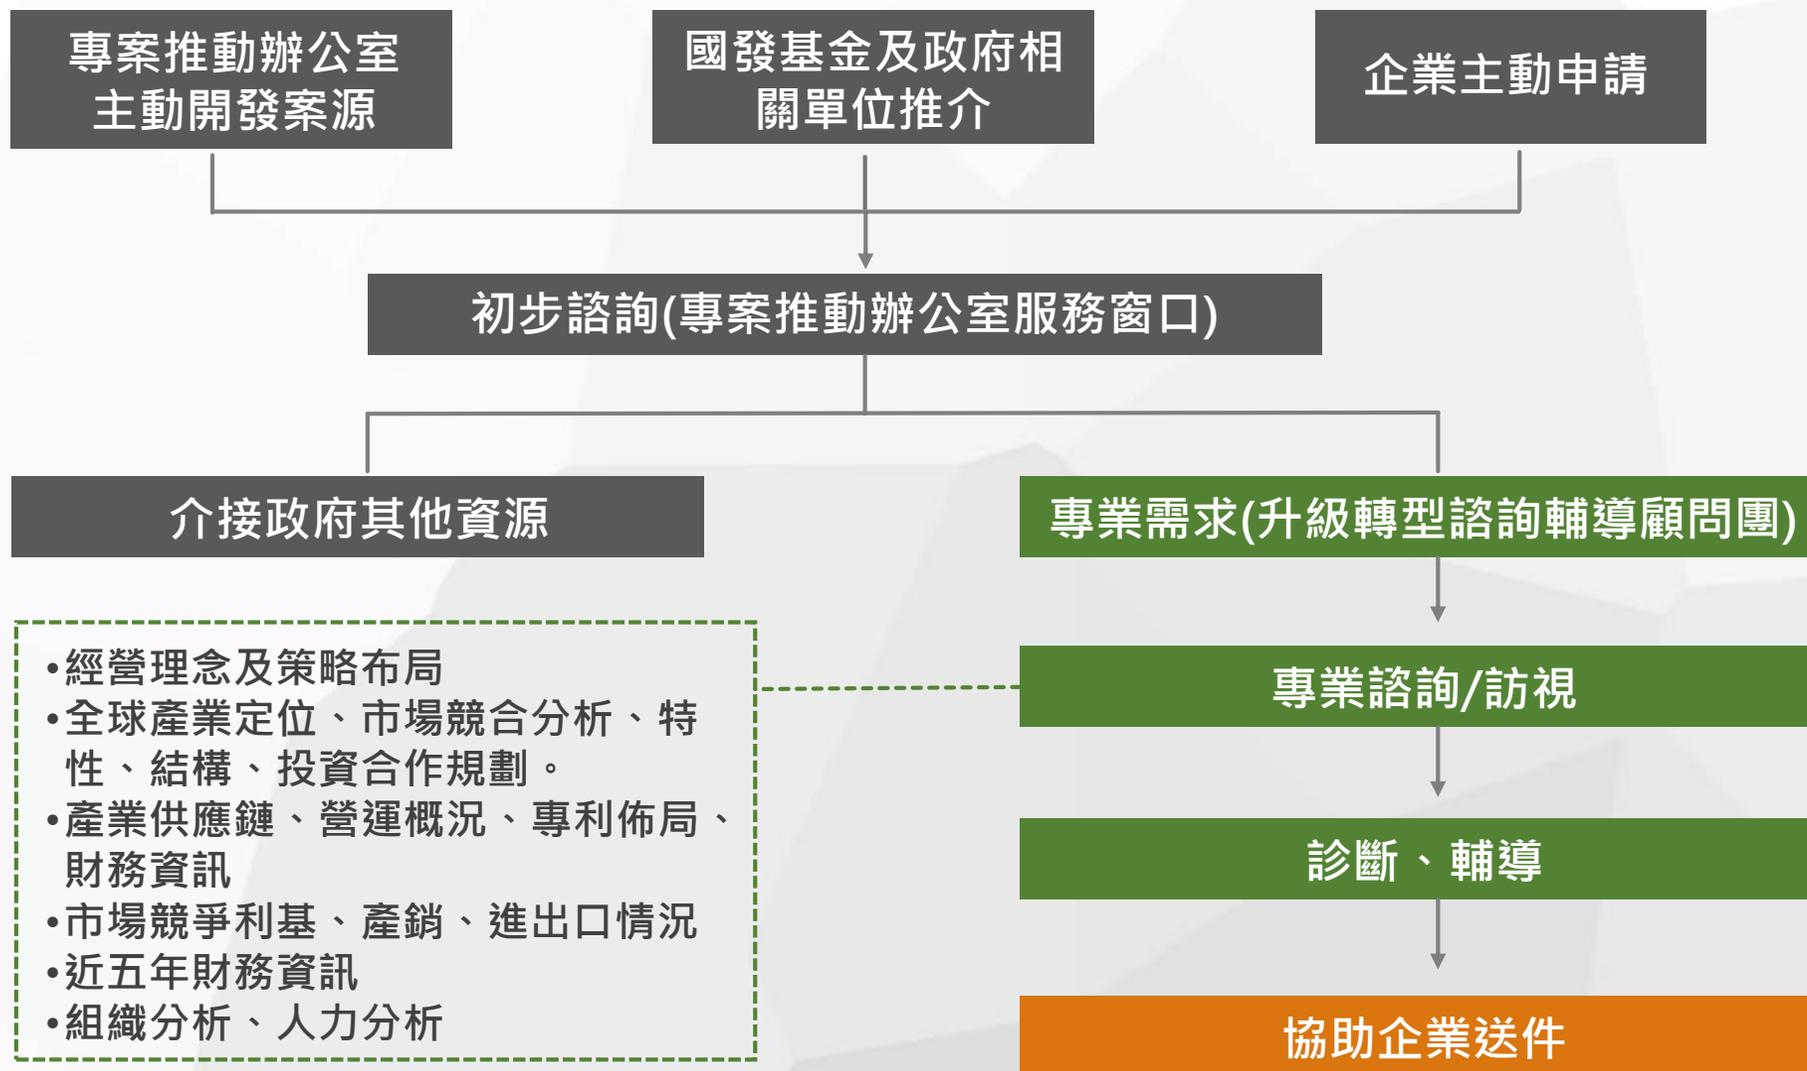 專案推動辦公室
主動開發案源
國發基金及政府相
關單位推介
企業主動申請
初步諮詢(專案推動辦公室服務窗口)
介接政府其他資源
專業需求(升級轉型諮詢輔導顧問團)
•經營理念及策略布局
•全球產業定位、市場競合分析、特
性、結構、投資合作規劃。
•產業供應鏈、營運概況、專利佈局、
財務資訊
•市場競爭利基、產銷、進出口情況
•近五年財務資訊
•組織分析、人力分析
專業諮詢/訪視
診斷、輔導
協助企業送件